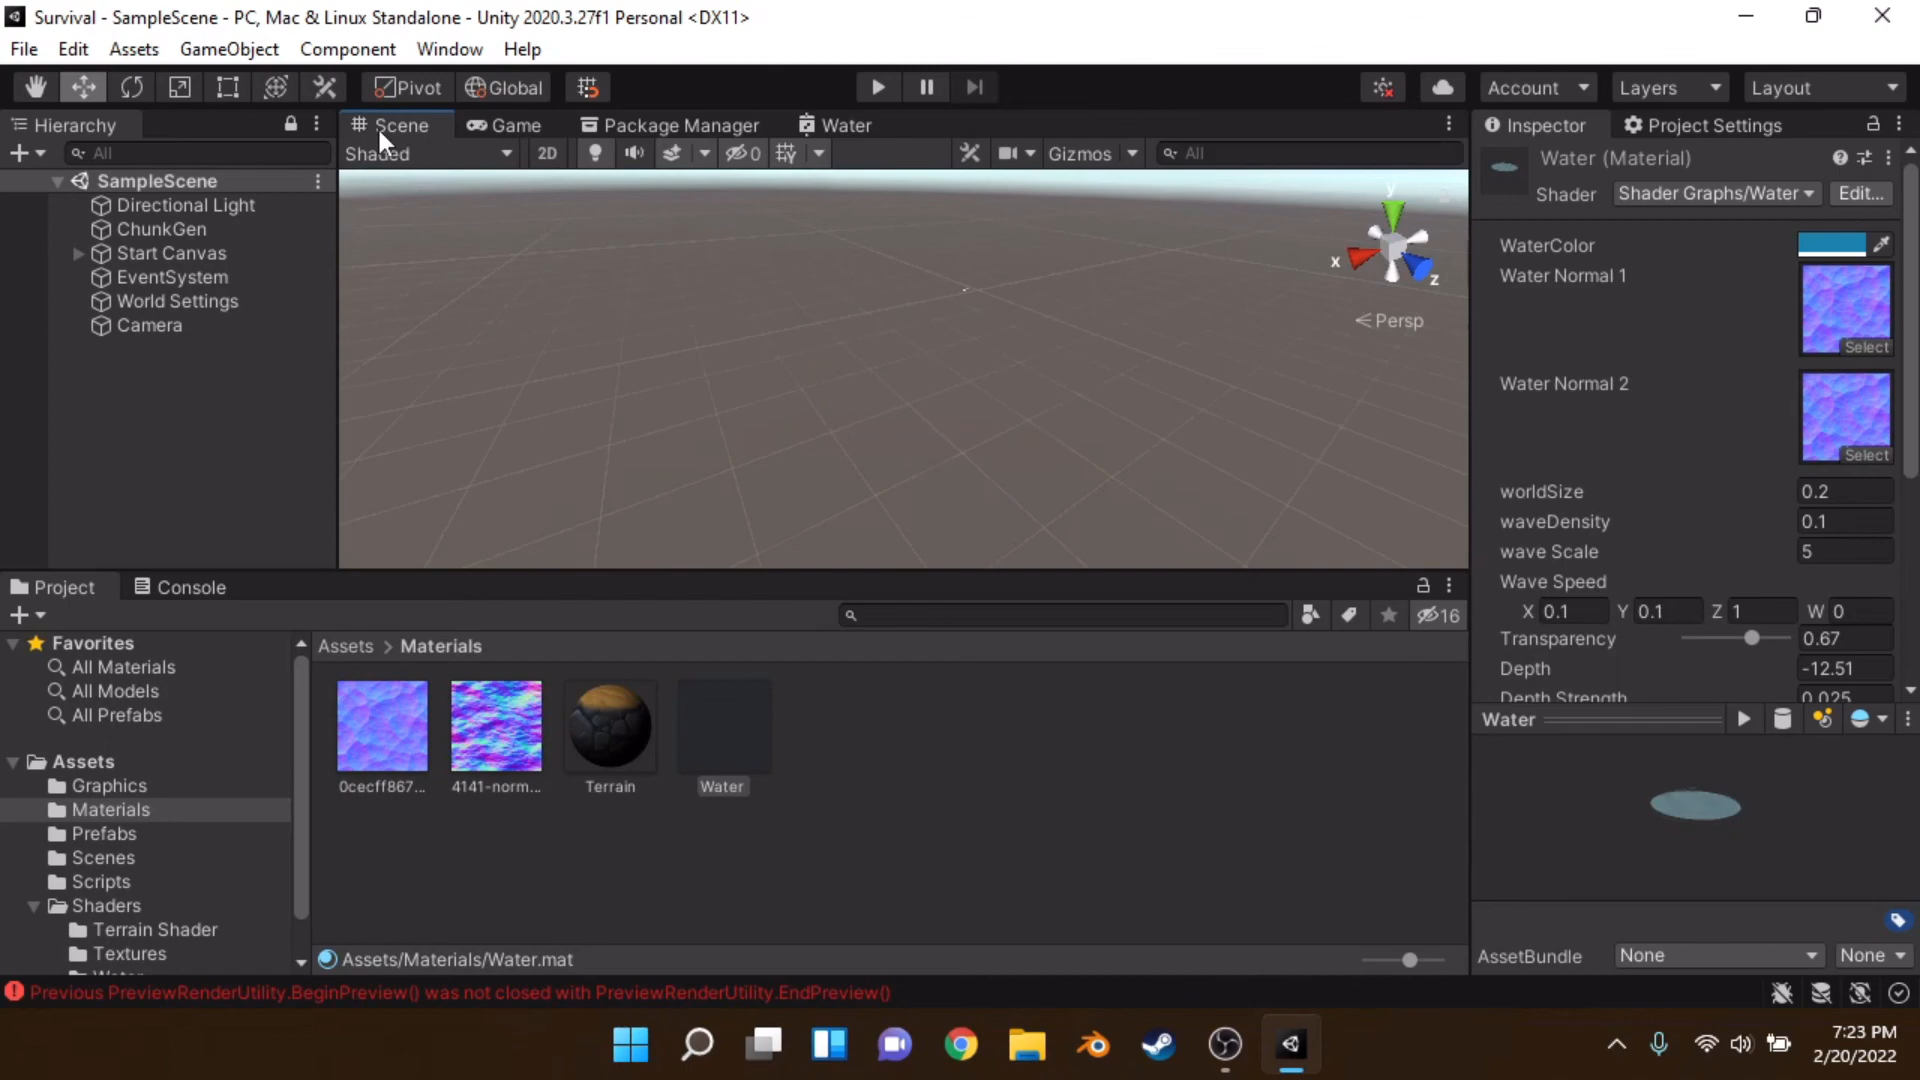 Survival - SampleScene - PC, Mac & Linux Standalone - Unity 2020.3.27f1 Personal <DX11>
File Edit Assets GameObject Component Window Help
Pivot Global Account Layers Layout
Hierarchy Scene Game Package Manager Water Inspector Project Settings
All Shaded 2D 0 Gizmos All
SampleScene
Directional Light
ChunkGen
Start Canvas
EventSystem
World Settings
Camera
y
x
z
Persp
Water (Material)
Shader Shader Graphs/Water Edit...
WaterColor
Water Normal 1
Select
Water Normal 2
Select
worldSize 0.2
waveDensity 0.1
wave Scale 5
Wave Speed
X 0.1 Y 0.1 Z 1 W 0
Transparency 0.67
Depth -12.51
Depth Strength 0.025
Water
AssetBundle None None
Project Console
16
Favorites
All Materials
All Models
All Prefabs
Assets
Graphics
Materials
Prefabs
Scenes
Scripts
Shaders
Terrain Shader
Textures
Assets > Materials
0cecff867... 4141-norm... Terrain Water
Assets/Materials/Water.mat
Previous PreviewRenderUtility.BeginPreview() was not closed with PreviewRenderUtility.EndPreview()
7:23 PM
2/20/2022